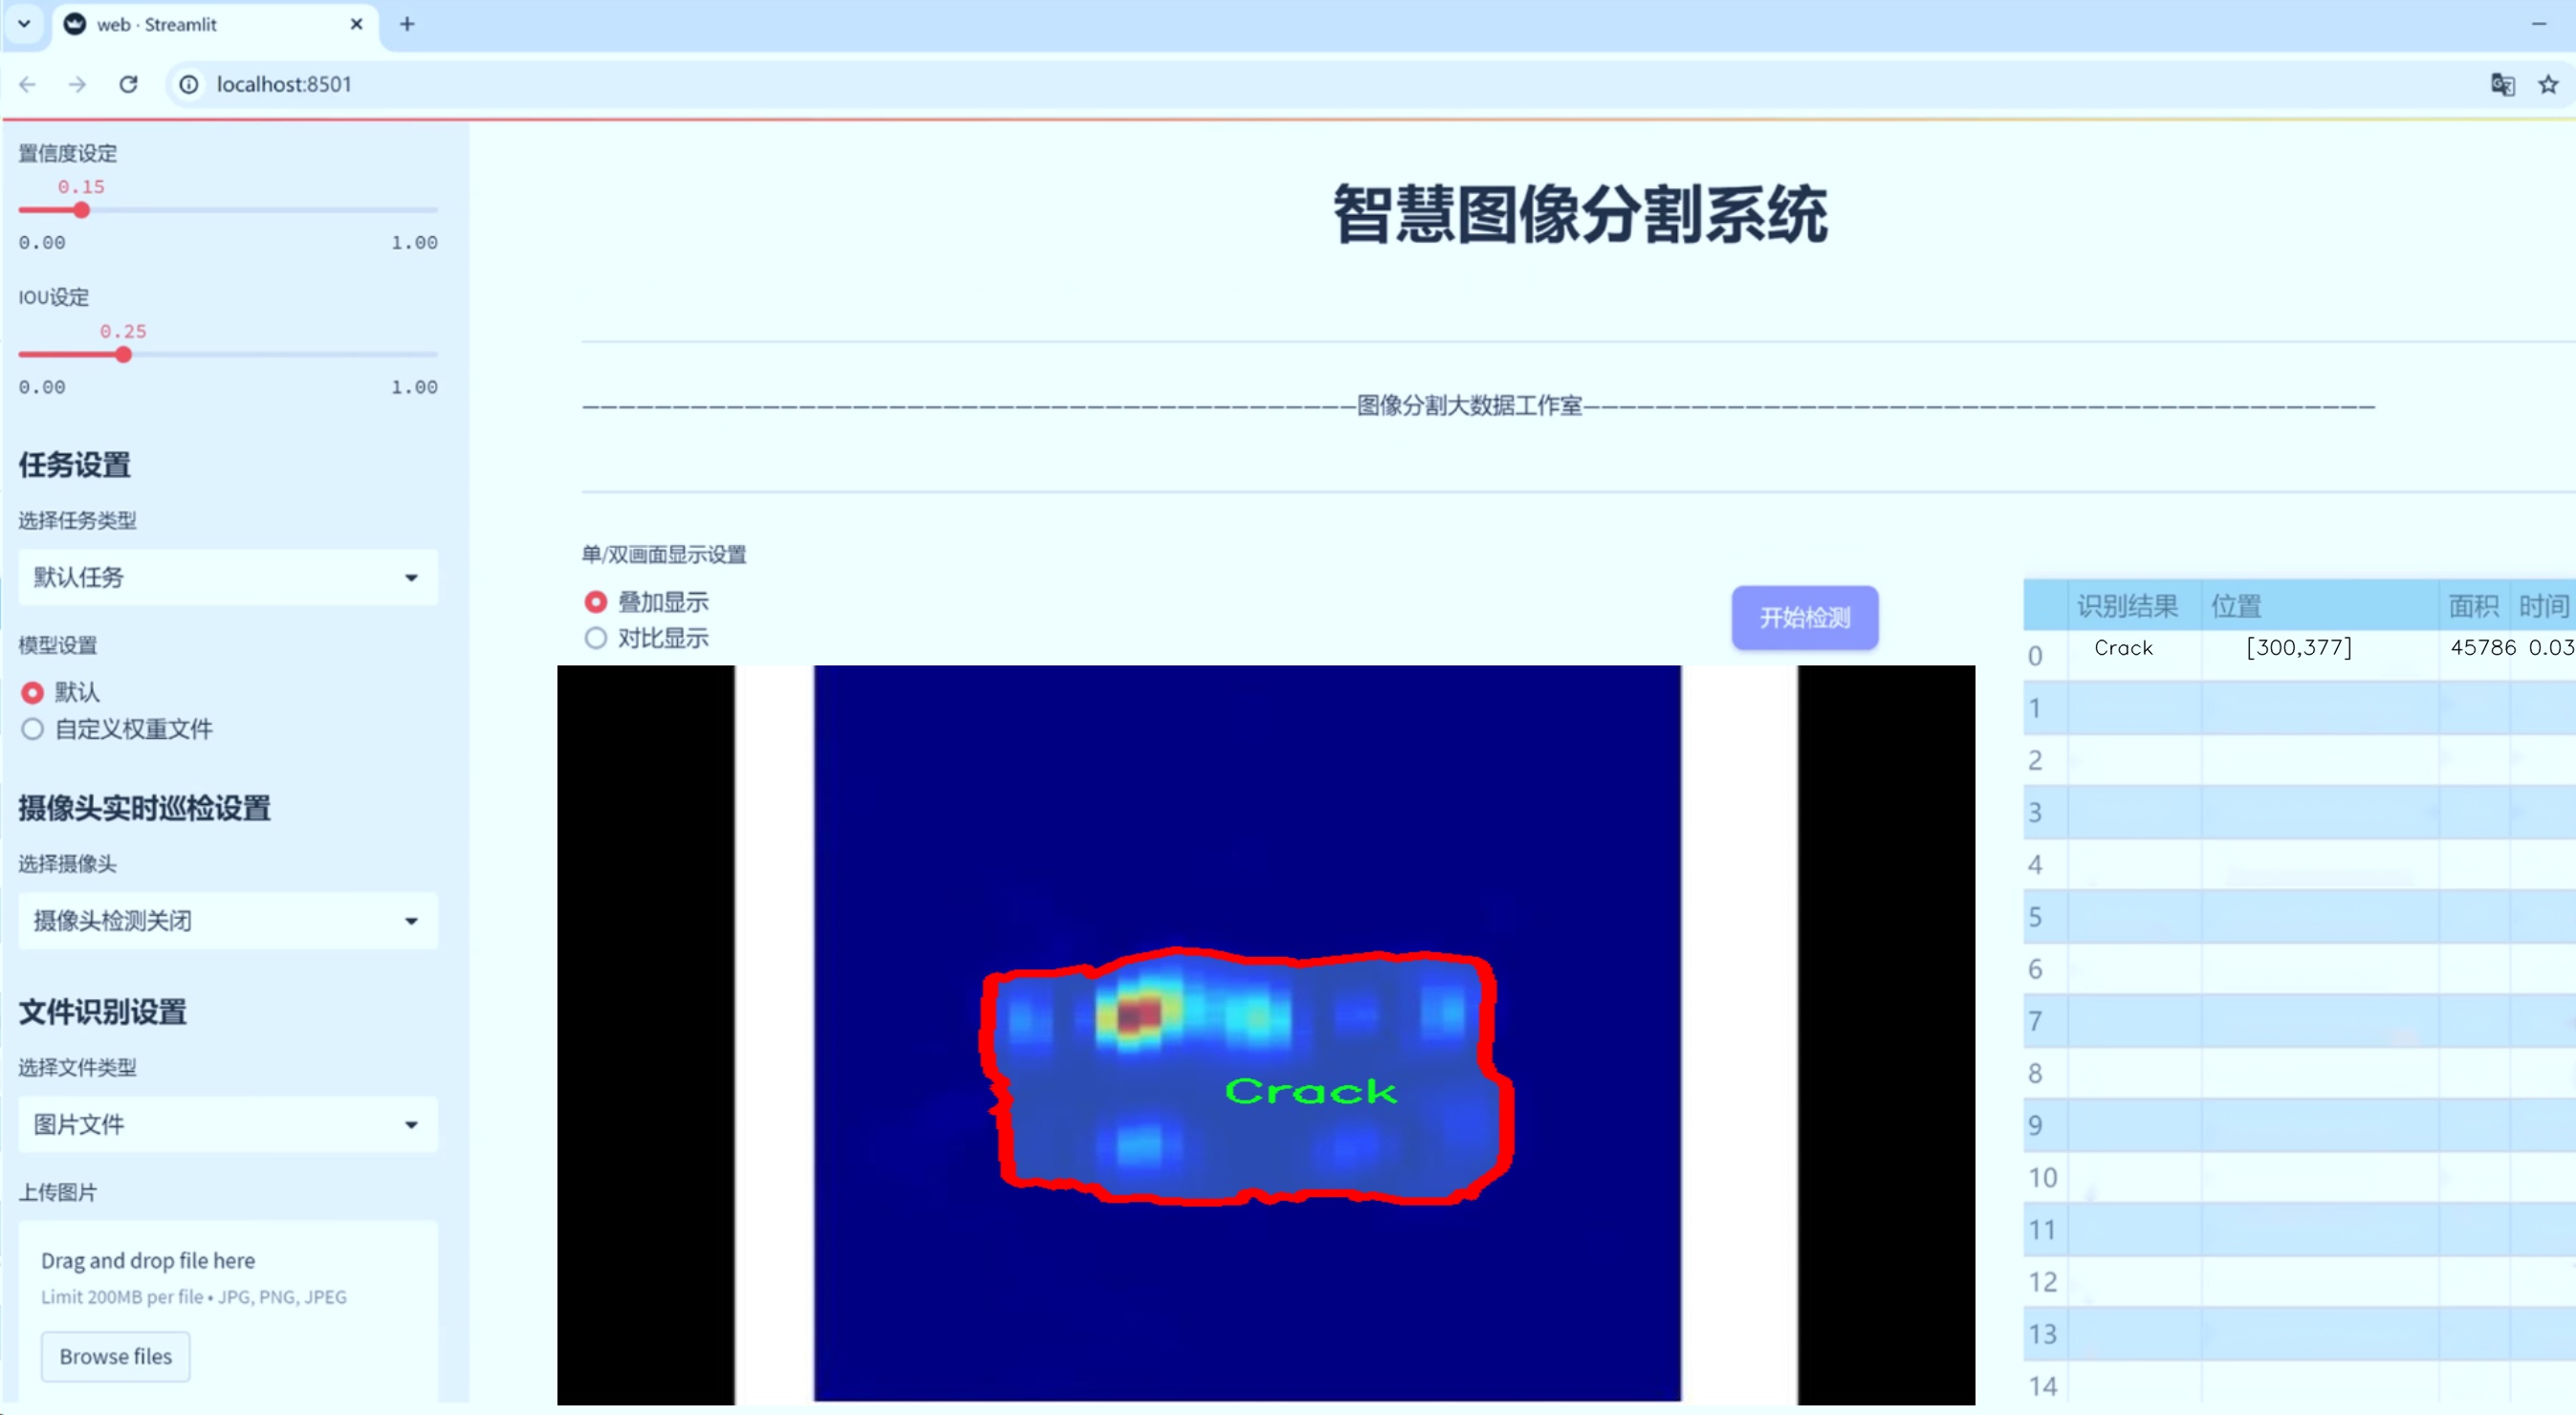 web · Streamlit
localhost:8501
置信度设定
0.15
0.00 1.00
IOU设定
0.25
0.00 1.00
任务设置
选择任务类型
默认任务
模型设置
默认
自定义权重文件
摄像头实时巡检设置
选择摄像头
摄像头检测关闭
文件识别设置
选择文件类型
图片文件
上传图片
Drag and drop file here
Limit 200MB per file • JPG, PNG, JPEG
Browse files
智慧图像分割系统
———————————————————————————————————————————图像分割大数据工作室————————————————————————————————————————————
单/双画面显示设置
叠加显示
对比显示
开始检测
Crack
识别结果 位置 面积 时间
0 Crack [300,377] 45786 0.03
1
2
3
4
5
6
7
8
9
10
11
12
13
14